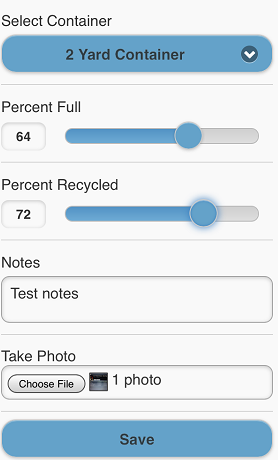 Select Container
2 Yard Container
Percent Full
64
Percent Recycled
72
Notes
Test notes
Take Photo
Choose File 1 photo
Save